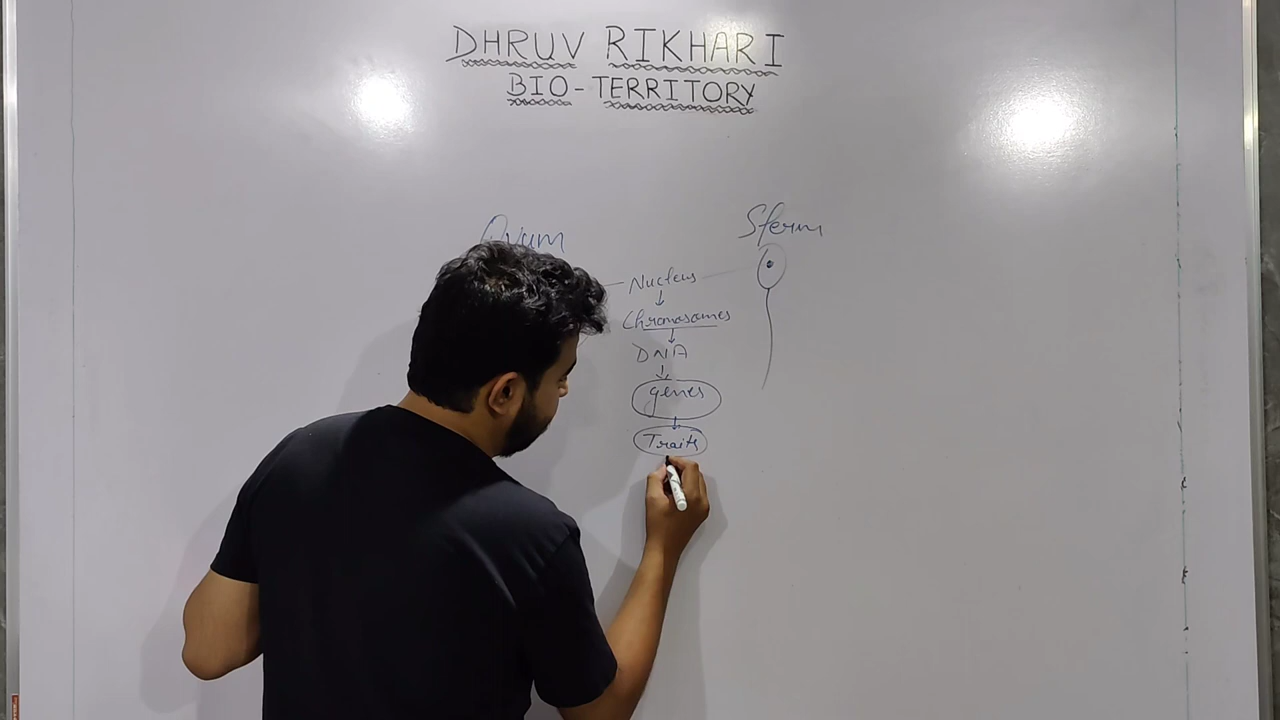 DHRUV RIKHARI
BIO-TERRITORY
Ovum
Sperm
Nucleus
Chromosomes
DNA
genes
Traits